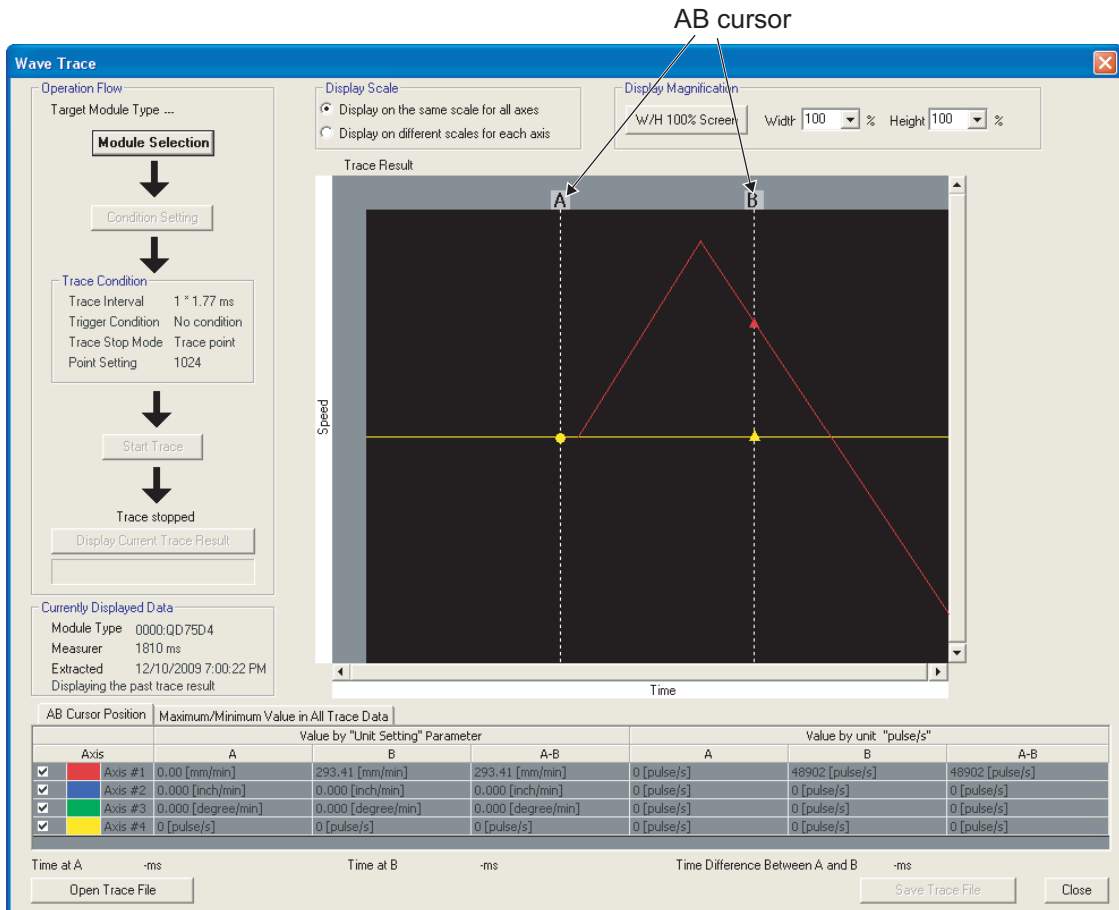 AB cursor
Wave Trace
Operation Flow
Target Module Type ---
Module Selection
Condition Setting
Trace Condition
Trace Interval 1 * 1.77 ms
Trigger Condition No condition
Trace Stop Mode Trace point
Point Setting 1024
Start Trace
Trace stopped
Display Current Trace Result
Currently Displayed Data
Module Type 0000:QD75D4
Measurer 1810 ms
Extracted 12/10/2009 7:00:22 PM
Displaying the past trace result
Display Scale
Display on the same scale for all axes
Display on different scales for each axis
Display Magnification
W/H 100% Screen Width 100 % Height 100 %
Trace Result
A B
Speed
Time
AB Cursor Position Maximum/Minimum Value in All Trace Data
Value by "Unit Setting" Parameter Value by unit "pulse/s"
Axis A B A-B A B A-B
Axis #1 0.00 [mm/min] 293.41 [mm/min] 293.41 [mm/min] 0 [pulse/s] 48902 [pulse/s] 48902 [pulse/s]
Axis #2 0.000 [inch/min] 0.000 [inch/min] 0.000 [inch/min] 0 [pulse/s] 0 [pulse/s] 0 [pulse/s]
Axis #3 0.000 [degree/min] 0.000 [degree/min] 0.000 [degree/min] 0 [pulse/s] 0 [pulse/s] 0 [pulse/s]
Axis #4 0 [pulse/s] 0 [pulse/s] 0 [pulse/s] 0 [pulse/s] 0 [pulse/s] 0 [pulse/s]
Time at A -ms Time at B -ms Time Difference Between A and B -ms
Open Trace File Save Trace File Close